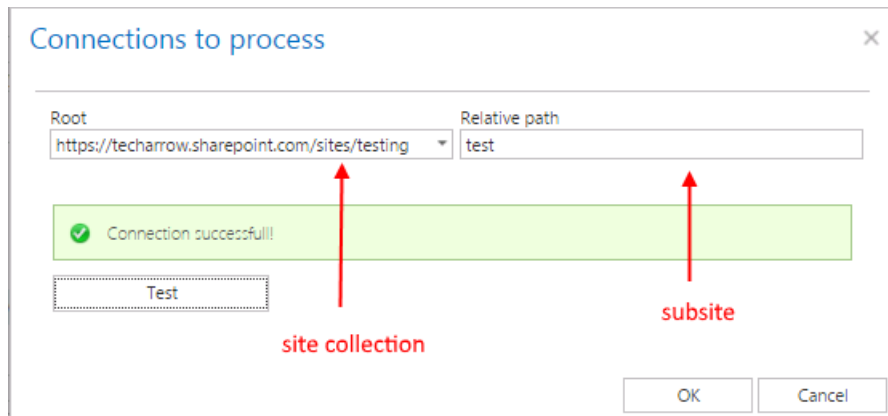 Connections to process
Root
Relative path
https://techarrow.sharepoint.com/sites/testing
test
Connection successfull!
Test
site collection
subsite
OK
Cancel